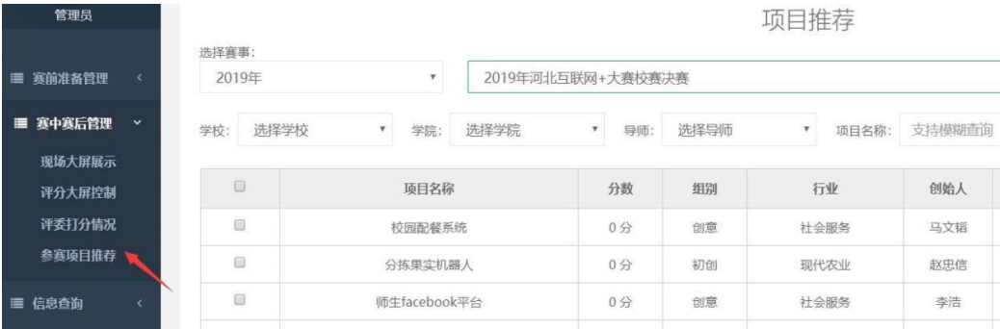 管理员
赛前准备管理
赛中赛后管理
现场大屏展示
评分大屏控制
评委打分情况
参赛项目推荐
信息查询
项目推荐
选择赛事:
2019年 2019年河北互联网+大赛校赛决赛
学校: 选择学校 学院: 选择学院 导师: 选择导师 项目名称: 支持模糊查询
项目名称 分数 组别 行业 创始人
校园配餐系统 0 分 创意 社会服务 马文韬
分拣果实机器人 0 分 初创 现代农业 赵忠信
师生facebook平台 0 分 创意 社会服务 李浩